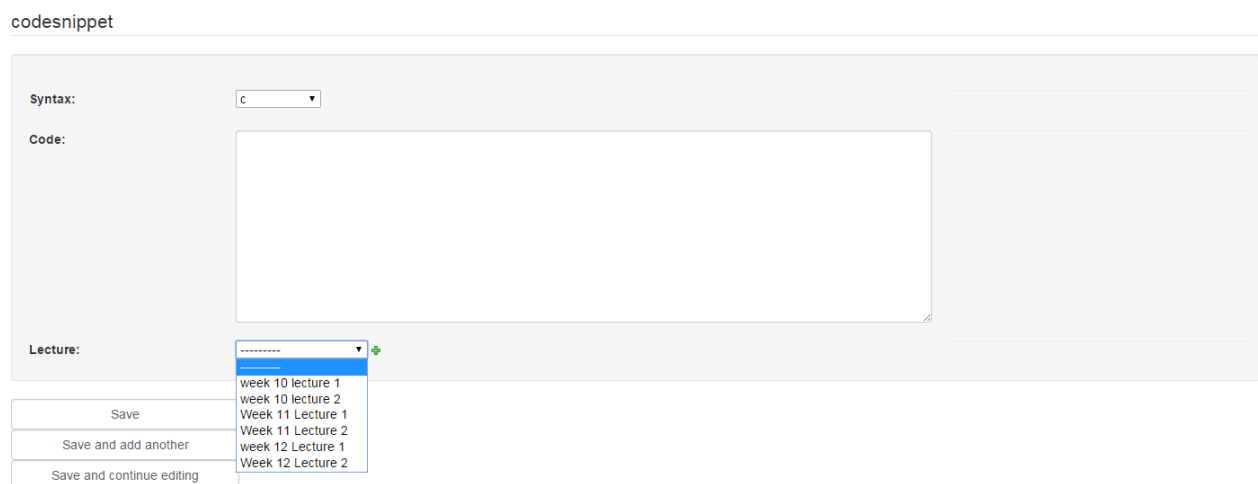 codesnippet
Syntax:
c
Code:
Lecture:
---------
---------
week 10 lecture 1
week 10 lecture 2
Week 11 Lecture 1
Week 11 Lecture 2
week 12 Lecture 1
Week 12 Lecture 2
Save
Save and add another
Save and continue editing